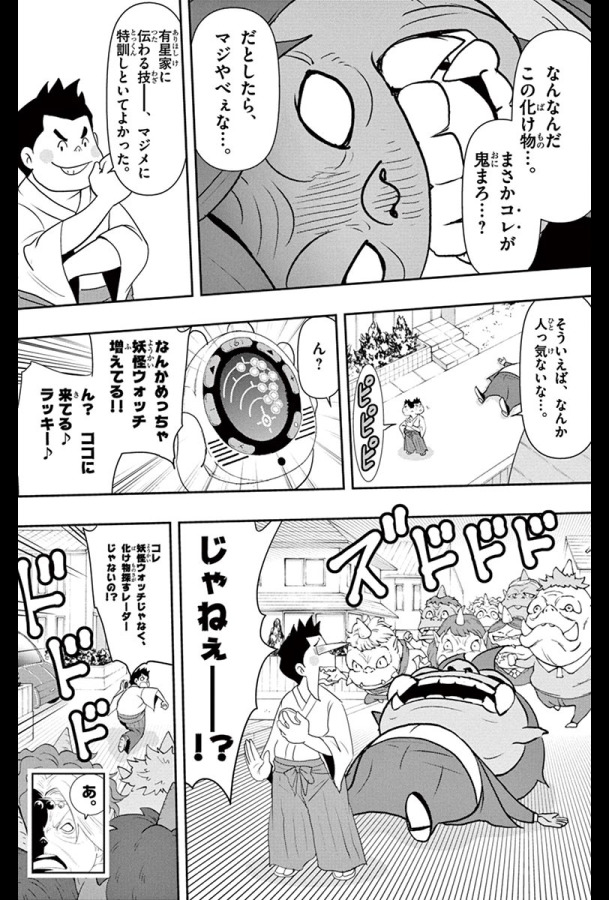 なんなんだ
この化け物…。
まさかコレが
鬼まろ…?
だとしたら、
マジやべぇな…。
有星家に
伝わる技――、マジメに
特訓しといてよかった。
そういえば、なんか
人っ気ないな…。
ピピピピ
ん?
なんかめっちゃ
妖怪ウォッチ
増えてる!!
ん? ココに
来てる♪
ラッキー♪
ズドドドド
じゃねぇ――!?
コレ
妖怪ウォッチじゃなく、
化け物探すレーダー
じゃないの!?
ドドドド
あ。